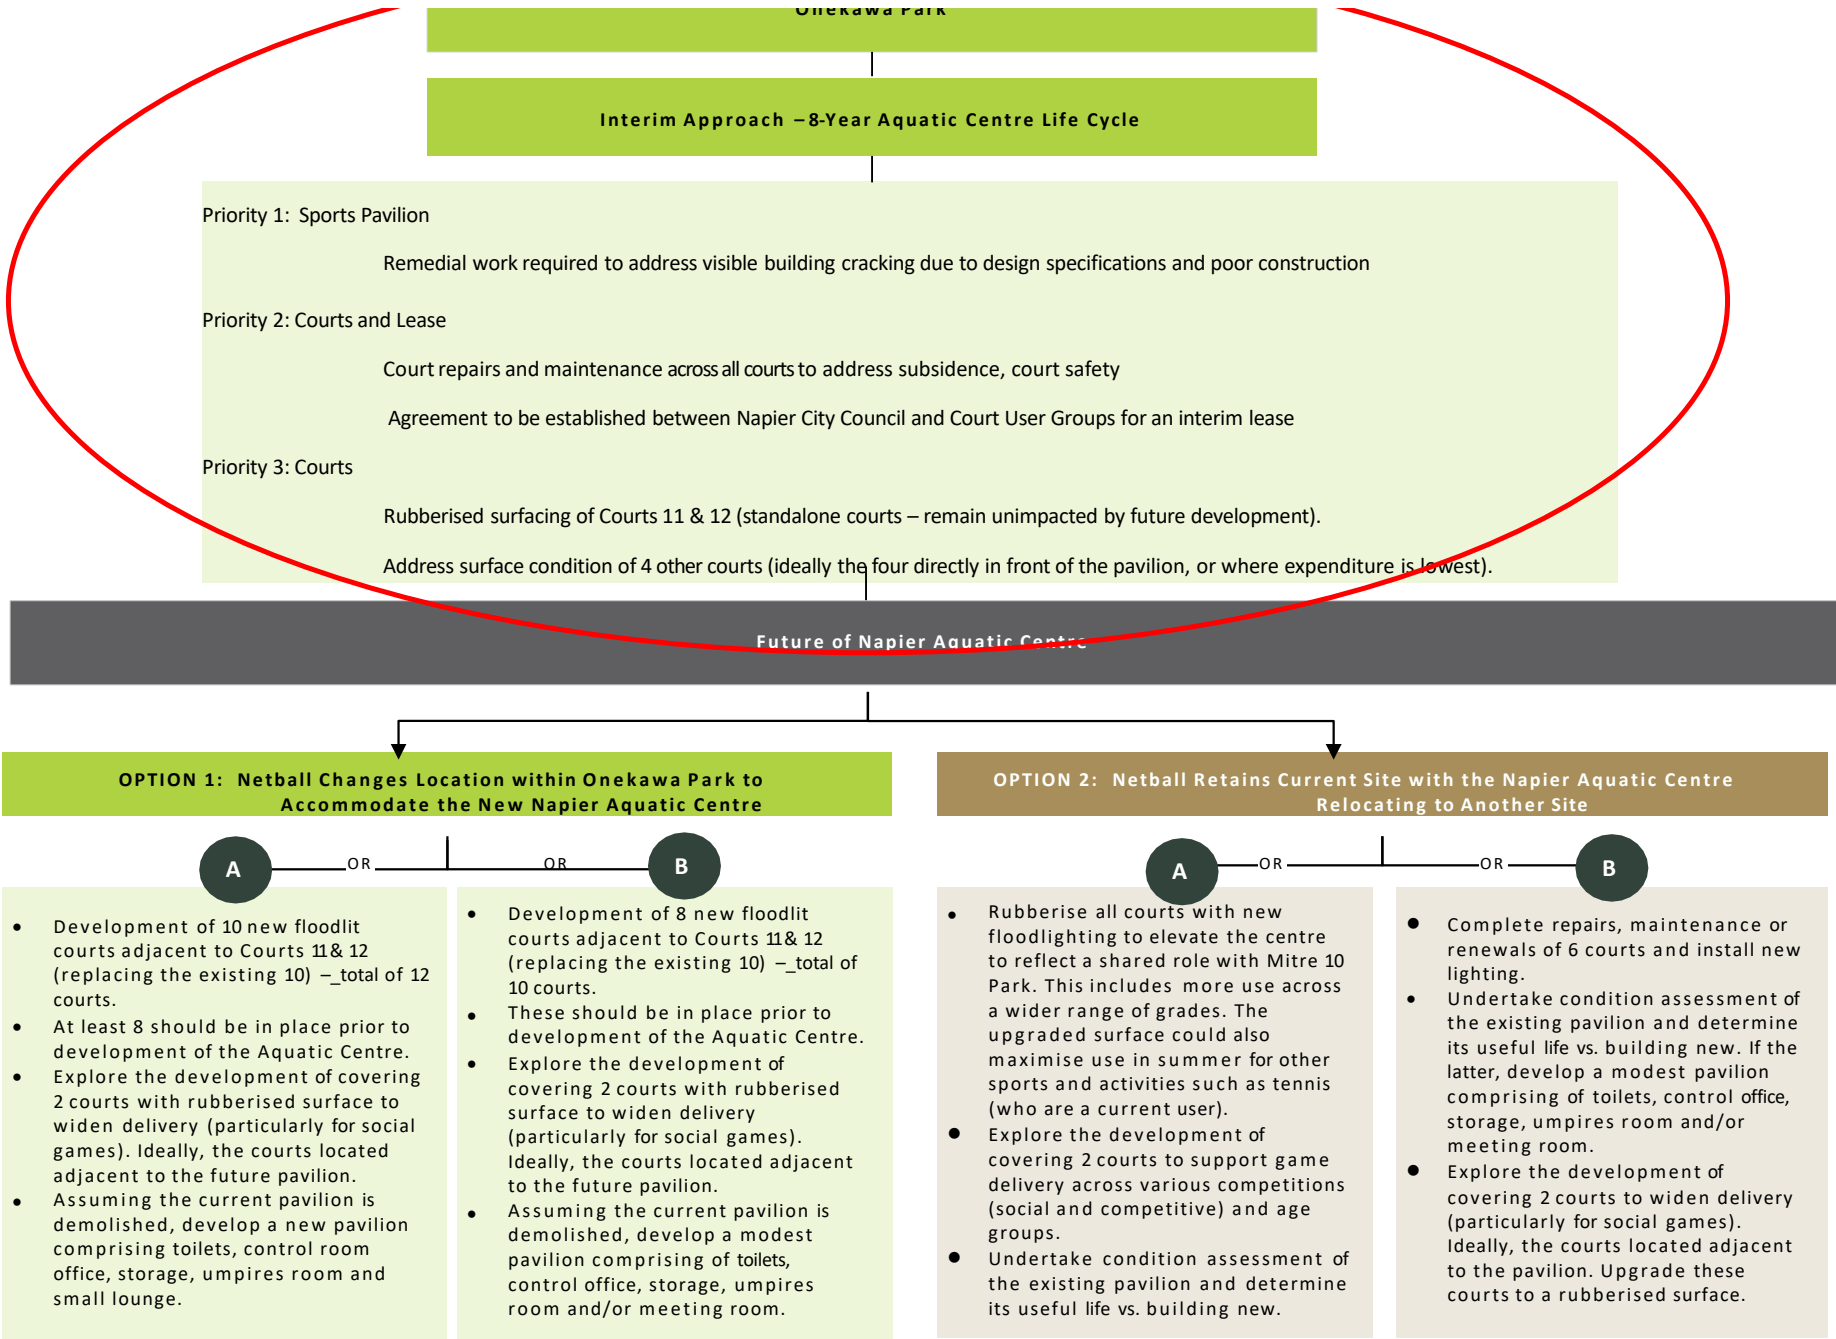 Onekawa Park
Interim Approach – 8-Year Aquatic Centre Life Cycle
Priority 1: Sports Pavilion
Remedial work required to address visible building cracking due to design specifications and poor construction
Priority 2: Courts and Lease
Court repairs and maintenance across all courts to address subsidence, court safety
Agreement to be established between Napier City Council and Court User Groups for an interim lease
Priority 3: Courts
Rubberised surfacing of Courts 11 & 12 (standalone courts – remain unimpacted by future development).
Address surface condition of 4 other courts (ideally the four directly in front of the pavilion, or where expenditure is lowest).
Future of Napier Aquatic Centre
OPTION 1: Netball Changes Location within Onekawa Park to
Accommodate the New Napier Aquatic Centre
A
OR
OR
B
• Development of 10 new floodlit
courts adjacent to Courts 11& 12
(replacing the existing 10) –_total of 12
courts.
• At least 8 should be in place prior to
development of the Aquatic Centre.
• Explore the development of covering
2 courts with rubberised surface to
widen delivery (particularly for social
games). Ideally, the courts located
adjacent to the future pavilion.
• Assuming the current pavilion is
demolished, develop a new pavilion
comprising toilets, control room
office, storage, umpires room and
small lounge.
• Development of 8 new floodlit
courts adjacent to Courts 11& 12
(replacing the existing 10) –_total of
10 courts.
• These should be in place prior to
development of the Aquatic Centre.
• Explore the development of
covering 2 courts with rubberised
surface to widen delivery
(particularly for social games).
Ideally, the courts located adjacent
to the future pavilion.
• Assuming the current pavilion is
demolished, develop a modest
pavilion comprising of toilets,
control office, storage, umpires
room and/or meeting room.
OPTION 2: Netball Retains Current Site with the Napier Aquatic Centre
Relocating to Another Site
A
OR
OR
B
• Rubberise all courts with new
floodlighting to elevate the centre
to reflect a shared role with Mitre 10
Park. This includes more use across
a wider range of grades. The
upgraded surface could also
maximise use in summer for other
sports and activities such as tennis
(who are a current user).
• Explore the development of
covering 2 courts to support game
delivery across various competitions
(social and competitive) and age
groups.
• Undertake condition assessment of
the existing pavilion and determine
its useful life vs. building new.
• Complete repairs, maintenance or
renewals of 6 courts and install new
lighting.
• Undertake condition assessment of
the existing pavilion and determine
its useful life vs. building new. If the
latter, develop a modest pavilion
comprising of toilets, control office,
storage, umpires room and/or
meeting room.
• Explore the development of
covering 2 courts to widen delivery
(particularly for social games).
Ideally, the courts located adjacent
to the pavilion. Upgrade these
courts to a rubberised surface.